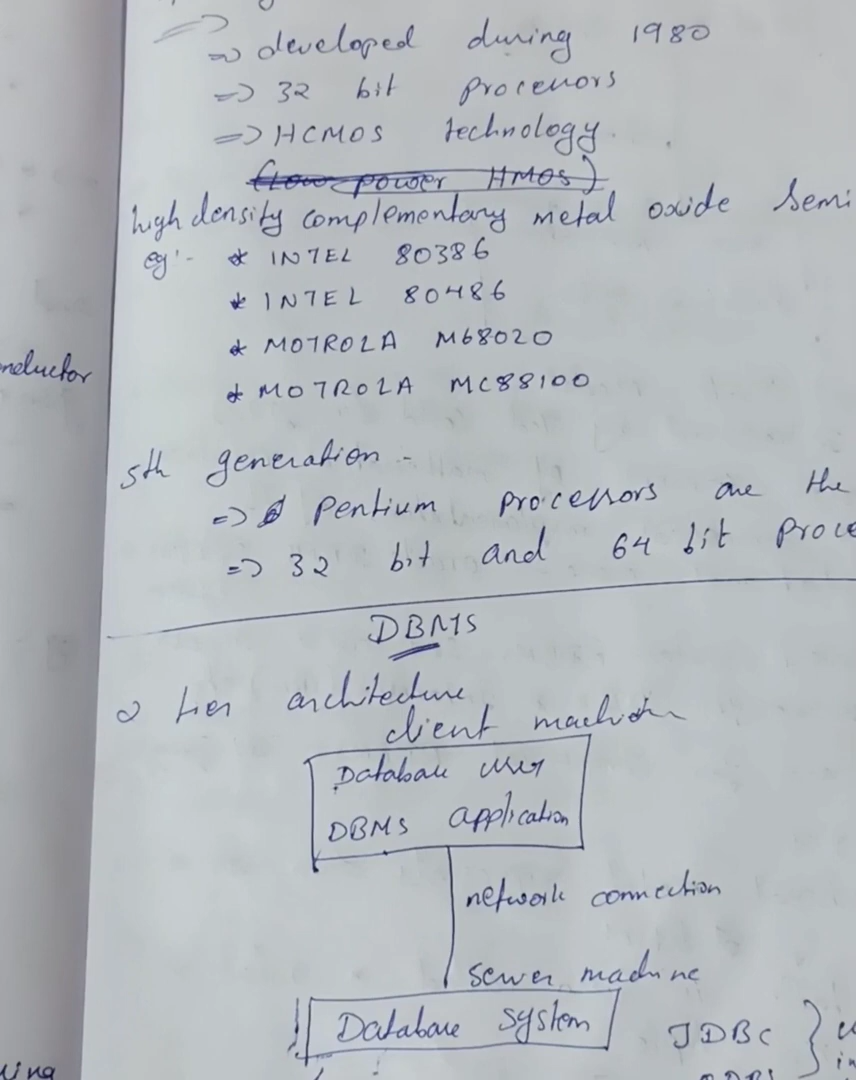 => developed during 1980
=> 32 bit processors
=> HCMOS technology.
(Low power HMOS)
high density complementary metal oxide Semi
eg:- * INTEL 80386
* INTEL 80486
* MOTROLA M68020
* MOTROLA MC88100
nductor
5th generation -
=> Pentium processors are the
=> 32 bit and 64 bit proce
DBMS
2 tier architecture
client machine
Database user
DBMS application
network connection
server machine
Database system
JDBC